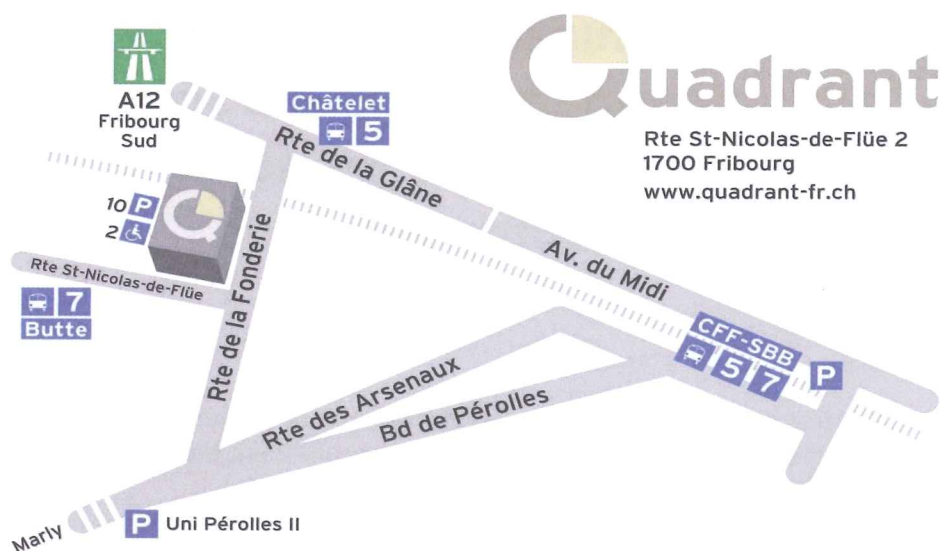 Quadrant
Rte St-Nicolas-de-Flüe 2
1700 Fribourg
www.quadrant-fr.ch
A12
Fribourg
Sud
Châtelet
5
Rte de la Glâne
Av. du Midi
10 P
2
Q
Rte St-Nicolas-de-Flüe
7
Butte
Rte de la Fonderie
CFF-SBB
5 7
P
Rte des Arsenaux
Bd de Pérolles
Marly
P Uni Pérolles II